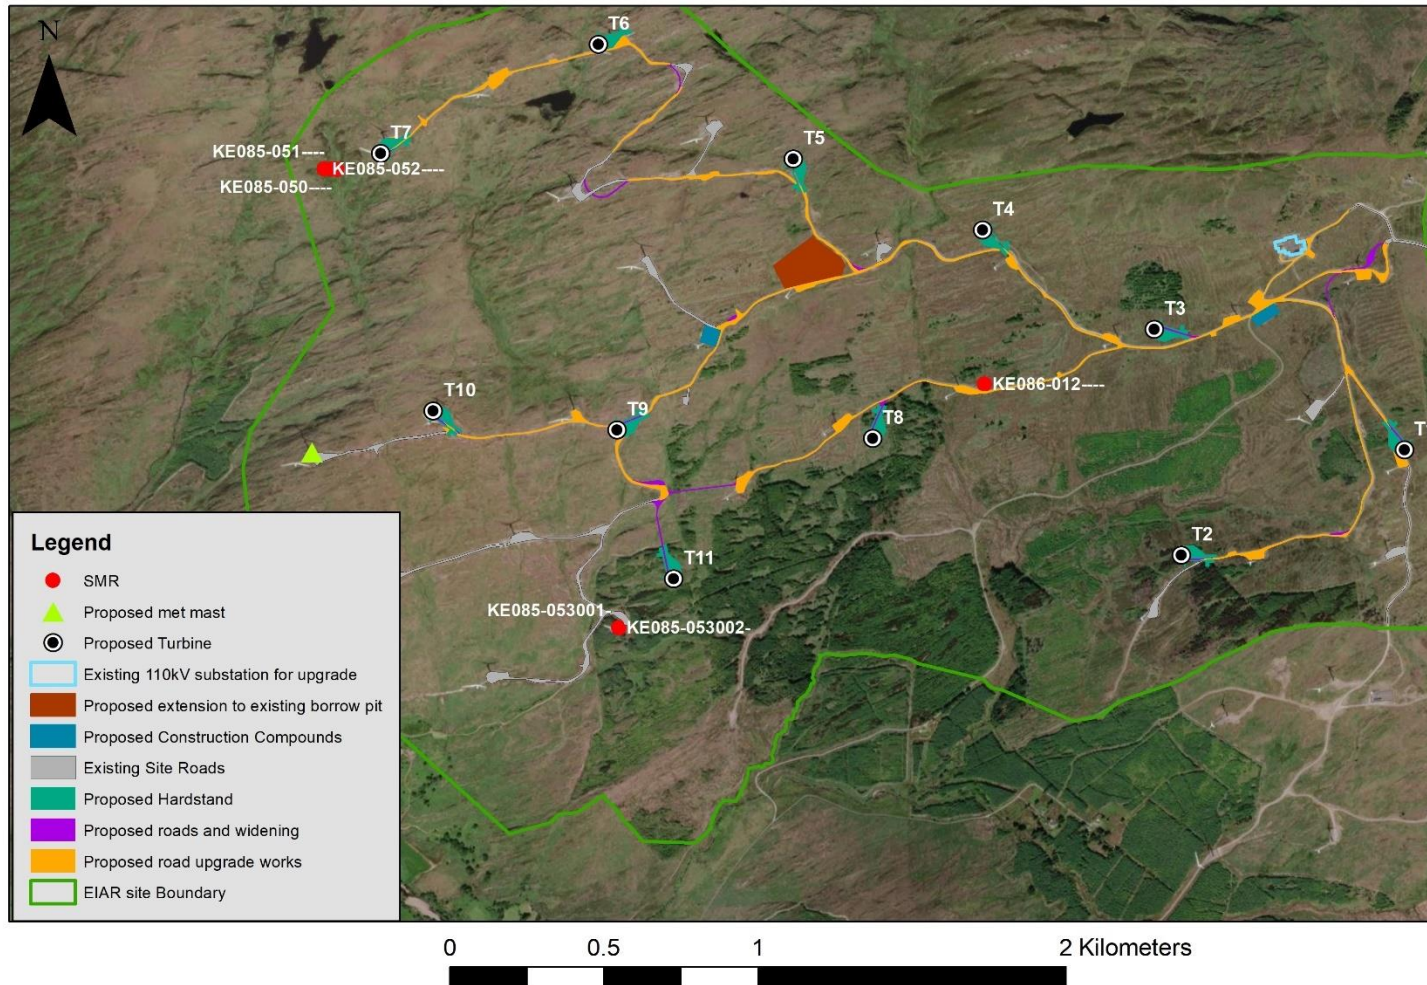 N
T6
T7
KE085-051----
KE085-052----
KE085-050----
T5
T4
T3
KE086-012----
T10
T9
T8
T
T2
T11
KE085-053001-
KE085-053002-
Legend
SMR
Proposed met mast
Proposed Turbine
Existing 110kV substation for upgrade
Proposed extension to existing borrow pit
Proposed Construction Compounds
Existing Site Roads
Proposed Hardstand
Proposed roads and widening
Proposed road upgrade works
EIAR site Boundary
0 0.5 1 2 Kilometers